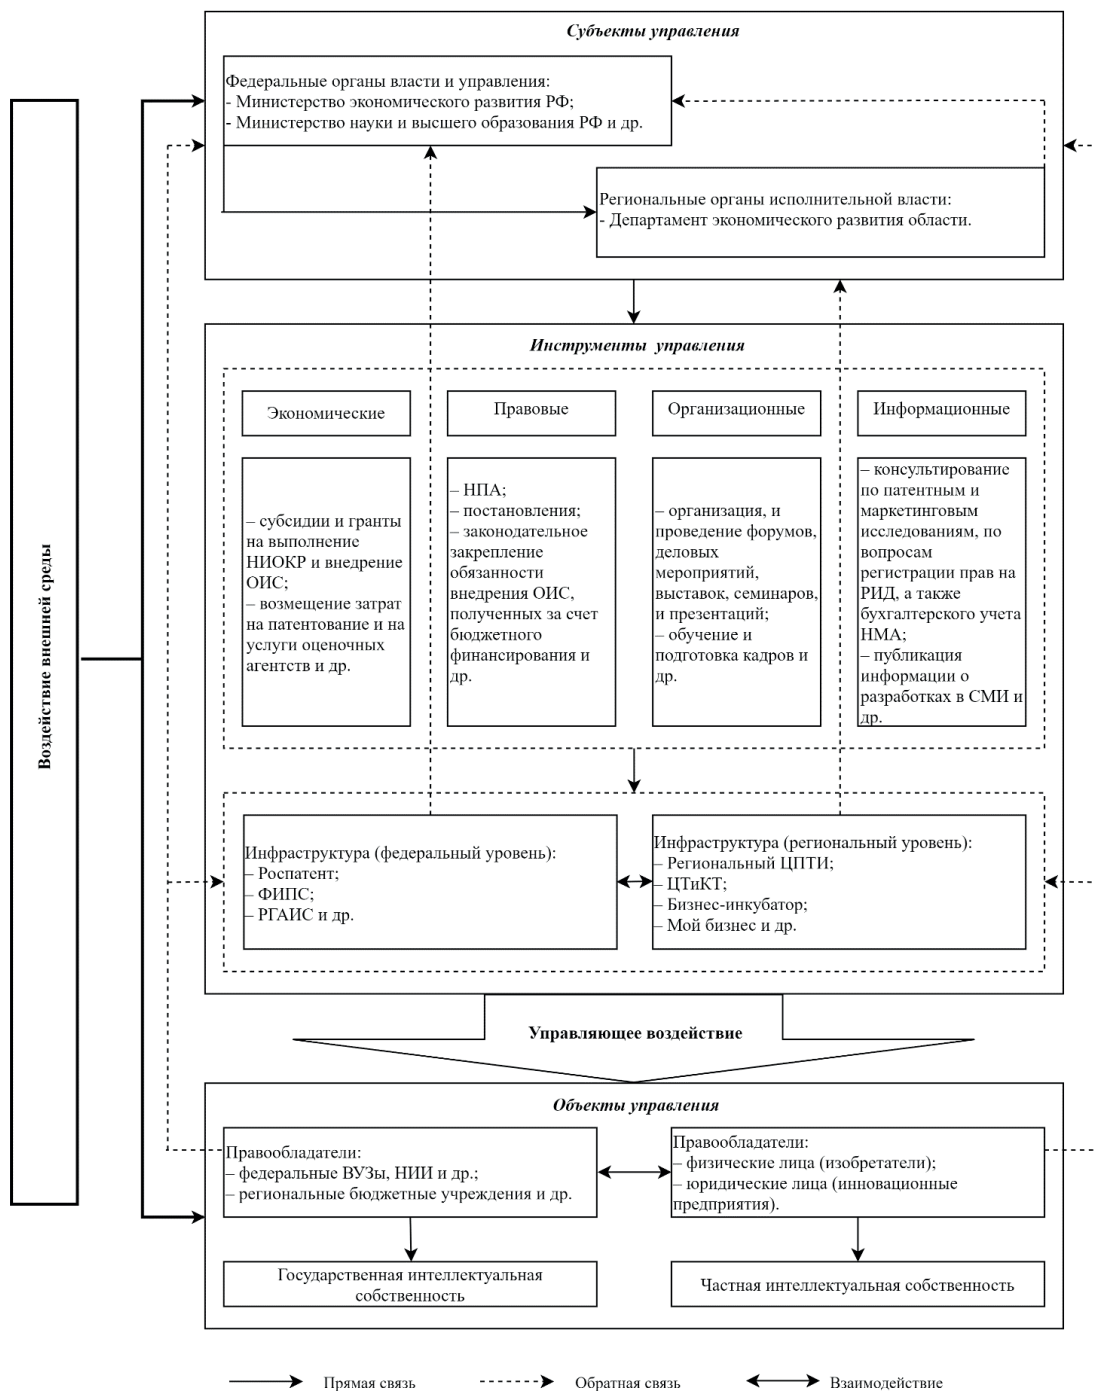 Субъекты управления
Федеральные органы власти и управления:
- Министерство экономического развития РФ;
- Министерство науки и высшего образования РФ и др.
Региональные органы исполнительной власти:
- Департамент экономического развития области.
Воздействие внешней среды
Инструменты управления
Экономические
Правовые
Организационные
Информационные
– субсидии и гранты
на выполнение
НИОКР и внедрение
ОИС;
– возмещение затрат
на патентование и на
услуги оценочных
агентств и др.
– НПА;
– постановления;
– законодательное
закрепление
обязанности
внедрения ОИС,
полученных за счет
бюджетного
финансирования и
др.
– организация, и
проведение форумов,
деловых
мероприятий,
выставок, семинаров,
и презентаций;
– обучение и
подготовка кадров и
др.
– консультирование
по патентным и
маркетинговым
исследованиям, по
вопросам
регистрации прав на
РИД, а также
бухгалтерского учета
НМА;
– публикация
информации о
разработках в СМИ и
др.
Инфраструктура (федеральный уровень):
– Роспатент;
– ФИПС;
– РГАИС и др.
Инфраструктура (региональный уровень):
– Региональный ЦПТИ;
– ЦТиКТ;
– Бизнес-инкубатор;
– Мой бизнес и др.
Управляющее воздействие
Объекты управления
Правообладатели:
– федеральные ВУЗы, НИИ и др.;
– региональные бюджетные учреждения и др.
Правообладатели:
– физические лица (изобретатели);
– юридические лица (инновационные
предприятия).
Государственная интеллектуальная
собственность
Частная интеллектуальная собственность
Прямая связь
Обратная связь
Взаимодействие